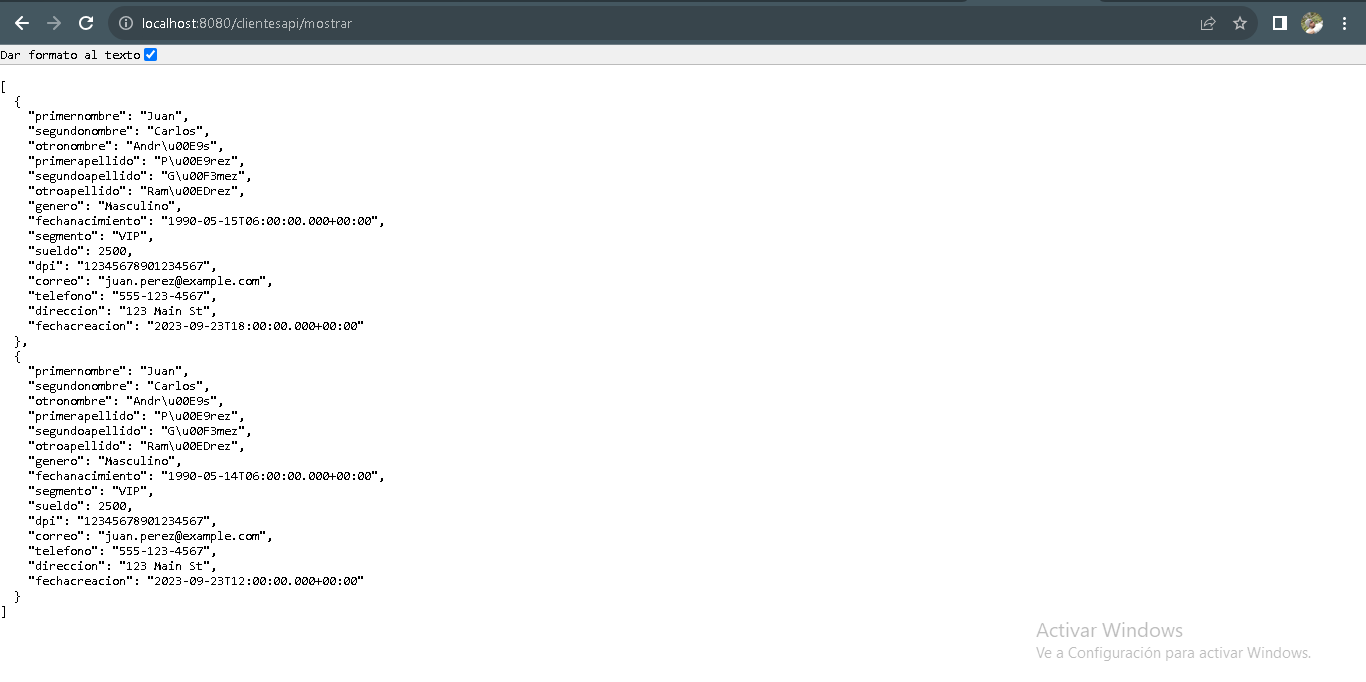 localhost:8080/clientesapi/mostrar
Dar formato al texto
[
  {
    "primernombre": "Juan",
    "segundonombre": "Carlos",
    "otronombre": "Andr\u00E9s",
    "primerapellido": "P\u00E9rez",
    "segundoapellido": "G\u00F3mez",
    "otroapellido": "Ram\u00EDrez",
    "genero": "Masculino",
    "fechanacimiento": "1990-05-15T06:00:00.000+00:00",
    "segmento": "VIP",
    "sueldo": 2500,
    "dpi": "12345678901234567",
    "correo": "juan.perez@example.com",
    "telefono": "555-123-4567",
    "direccion": "123 Main St",
    "fechacreacion": "2023-09-23T18:00:00.000+00:00"
  },
  {
    "primernombre": "Juan",
    "segundonombre": "Carlos",
    "otronombre": "Andr\u00E9s",
    "primerapellido": "P\u00E9rez",
    "segundoapellido": "G\u00F3mez",
    "otroapellido": "Ram\u00EDrez",
    "genero": "Masculino",
    "fechanacimiento": "1990-05-14T06:00:00.000+00:00",
    "segmento": "VIP",
    "sueldo": 2500,
    "dpi": "12345678901234567",
    "correo": "juan.perez@example.com",
    "telefono": "555-123-4567",
    "direccion": "123 Main St",
    "fechacreacion": "2023-09-23T12:00:00.000+00:00"
  }
]
Activar Windows
Ve a Configuración para activar Windows.